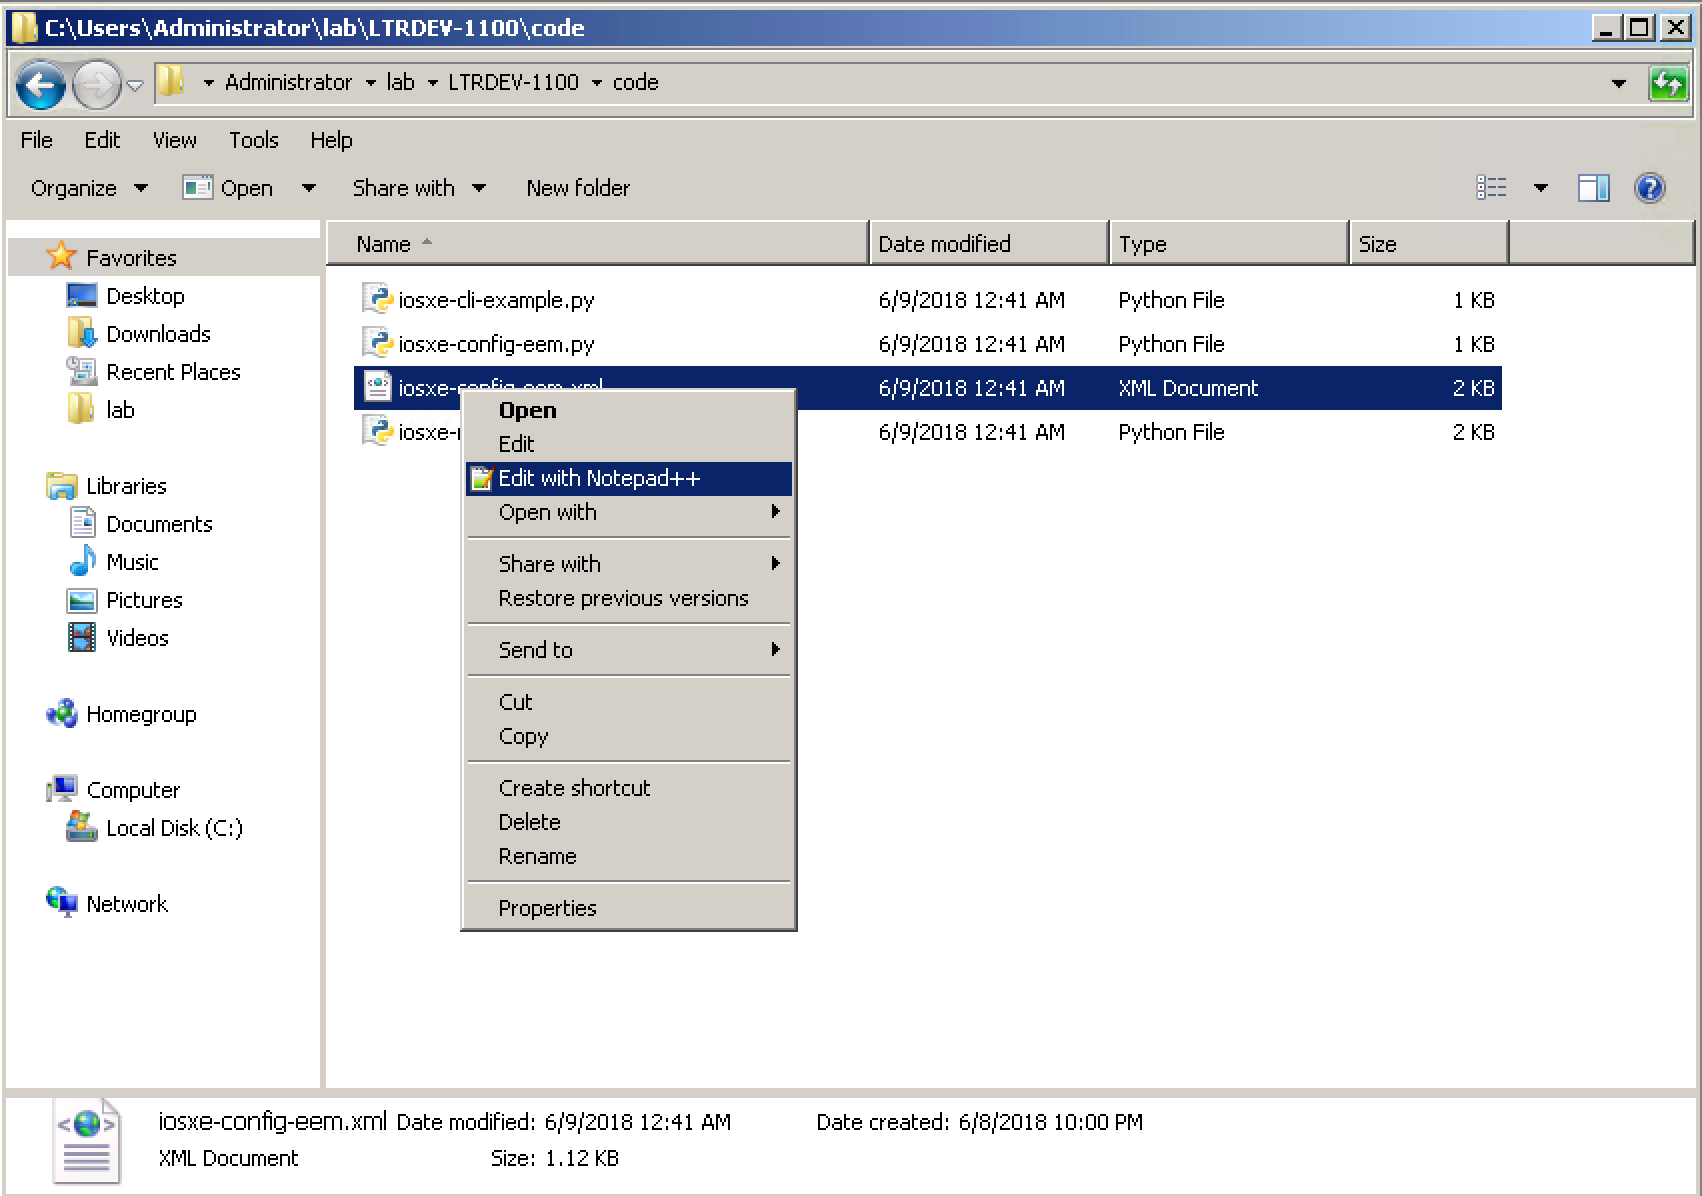 C:\Users\Administrator\lab\LTRDEV-1100\code
Administrator lab LTRDEV-1100 code
File Edit View Tools Help
Organize Open Share with New folder
Name Date modified Type Size
Favorites
Desktop
Downloads
Recent Places
lab
Libraries
Documents
Music
Pictures
Videos
Homegroup
Computer
Local Disk (C:)
Network
iosxe-cli-example.py 6/9/2018 12:41 AM Python File 1 KB
iosxe-config-eem.py 6/9/2018 12:41 AM Python File 1 KB
iosxe-config-eem.xml 6/9/2018 12:41 AM XML Document 2 KB
6/9/2018 12:41 AM Python File 2 KB
Open
Edit
Edit with Notepad++
Open with
Share with
Restore previous versions
Send to
Cut
Copy
Create shortcut
Delete
Rename
Properties
iosxe-config-eem.xml Date modified: 6/9/2018 12:41 AM Date created: 6/8/2018 10:00 PM
XML Document Size: 1.12 KB